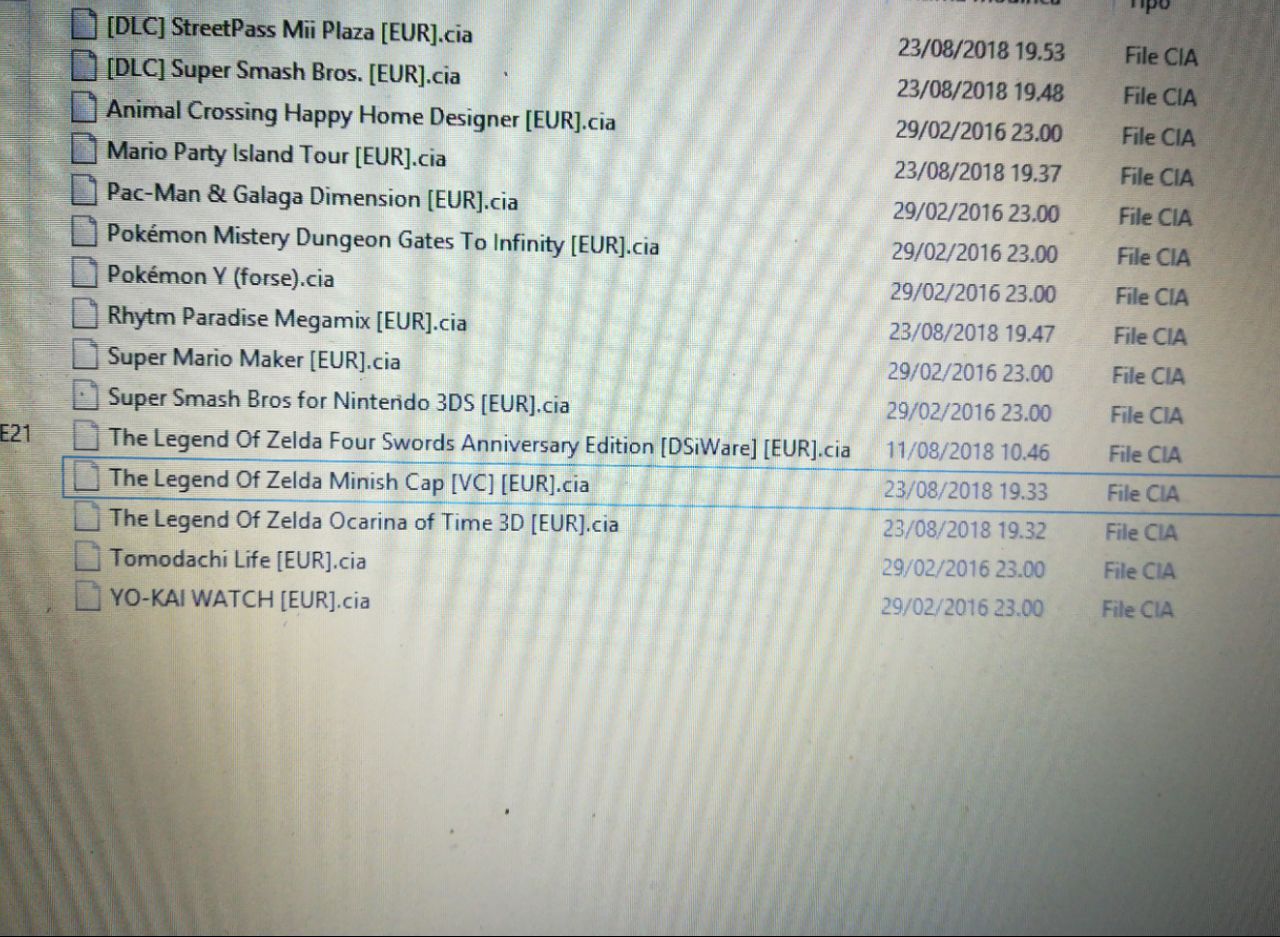 Tipo
[DLC] StreetPass Mii Plaza [EUR].cia 23/08/2018 19.53 File CIA
[DLC] Super Smash Bros. [EUR].cia 23/08/2018 19.48 File CIA
Animal Crossing Happy Home Designer [EUR].cia 29/02/2016 23.00 File CIA
Mario Party Island Tour [EUR].cia 23/08/2018 19.37 File CIA
Pac-Man & Galaga Dimension [EUR].cia 29/02/2016 23.00 File CIA
Pokémon Mistery Dungeon Gates To Infinity [EUR].cia 29/02/2016 23.00 File CIA
Pokémon Y (forse).cia 29/02/2016 23.00 File CIA
Rhytm Paradise Megamix [EUR].cia 23/08/2018 19.47 File CIA
Super Mario Maker [EUR].cia 29/02/2016 23.00 File CIA
Super Smash Bros for Nintendo 3DS [EUR].cia 29/02/2016 23.00 File CIA
E21 The Legend Of Zelda Four Swords Anniversary Edition [DSiWare] [EUR].cia 11/08/2018 10.46 File CIA
The Legend Of Zelda Minish Cap [VC] [EUR].cia 23/08/2018 19.33 File CIA
The Legend Of Zelda Ocarina of Time 3D [EUR].cia 23/08/2018 19.32 File CIA
Tomodachi Life [EUR].cia 29/02/2016 23.00 File CIA
YO-KAI WATCH [EUR].cia 29/02/2016 23.00 File CIA